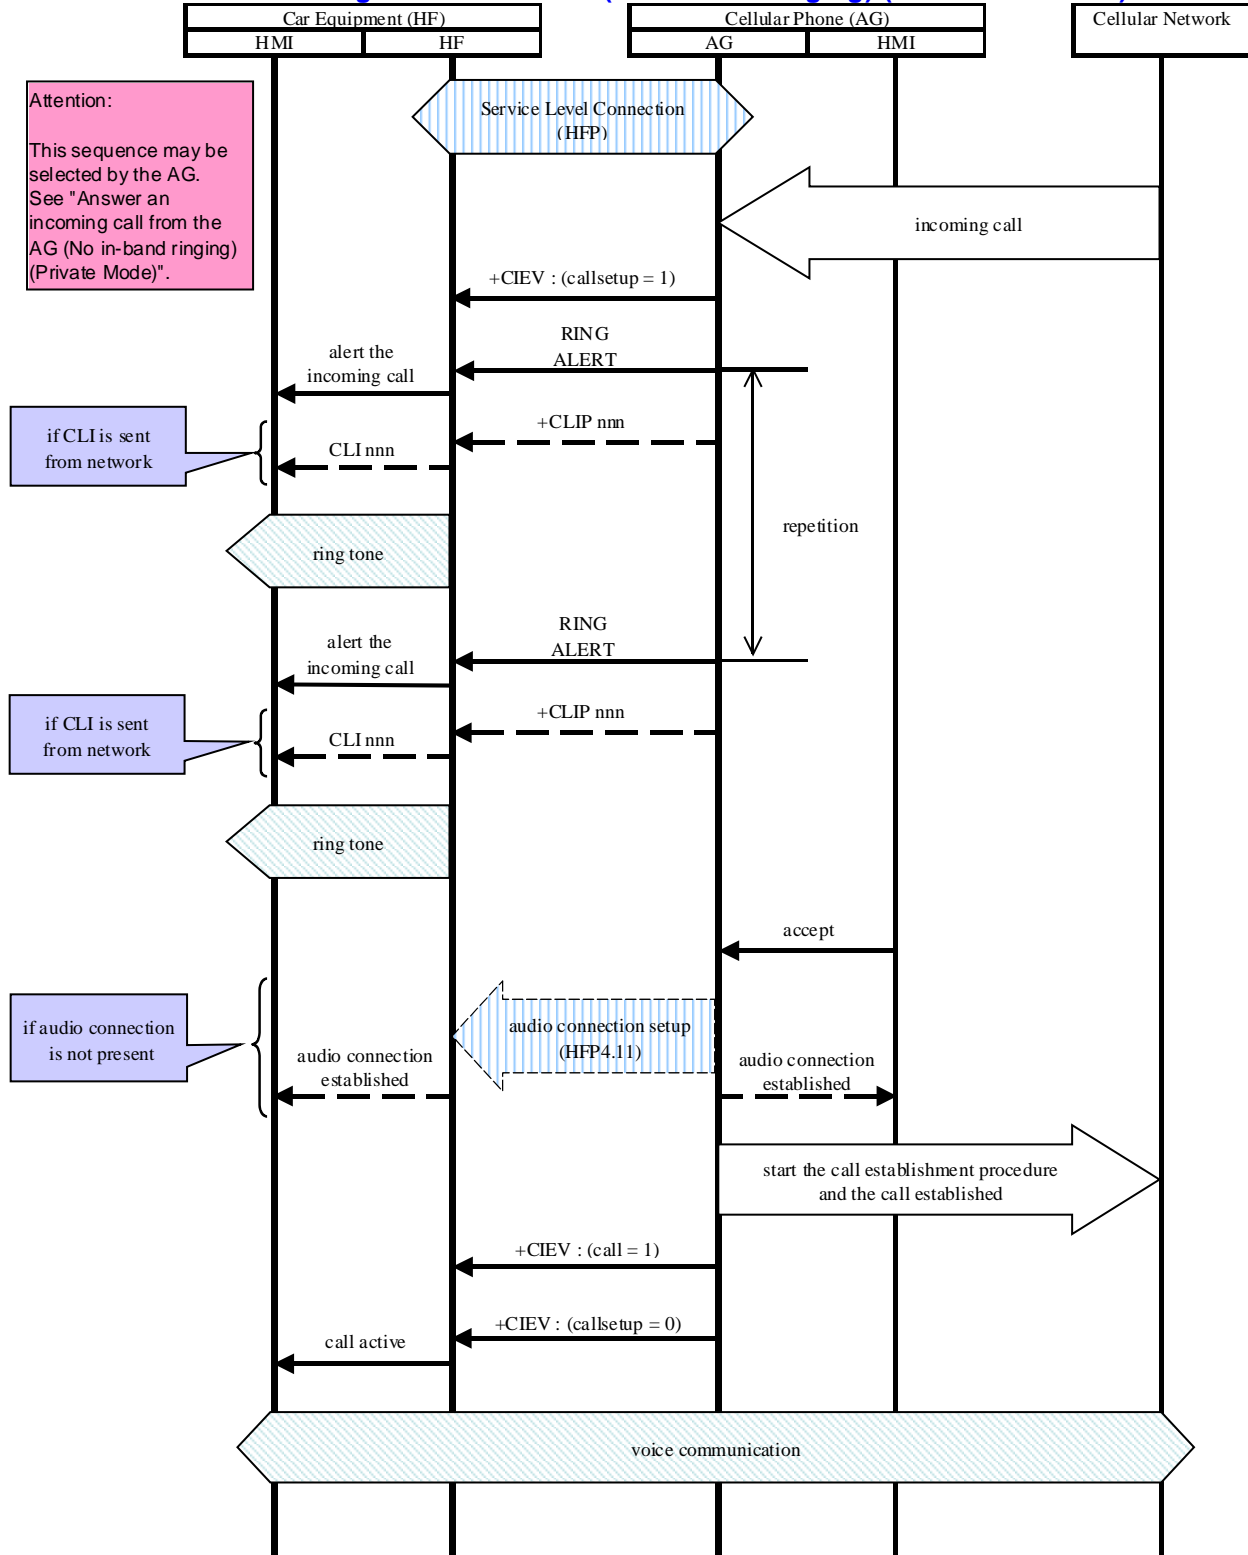 Car Equipment (HF)
Cellular Phone (AG)
Cellular Network
HMI
HF
AG
HMI
Attention:
This sequence may be
selected by the AG.
See "Answer an
incoming call from the
AG (No in-band ringing)
(Private Mode)".
Service Level Connection
(HFP)
incoming call
+CIEV : (callsetup = 1)
RING
ALERT
alert the
incoming call
if CLI is sent
from network
+CLIP nnn
CLI nnn
repetition
ring tone
RING
ALERT
alert the
incoming call
if CLI is sent
from network
+CLIP nnn
CLI nnn
ring tone
accept
if audio connection
is not present
audio connection setup
(HFP4.11)
audio connection
established
audio connection
established
start the call establishment procedure
and the call established
+CIEV : (call = 1)
+CIEV : (callsetup = 0)
call active
voice communication